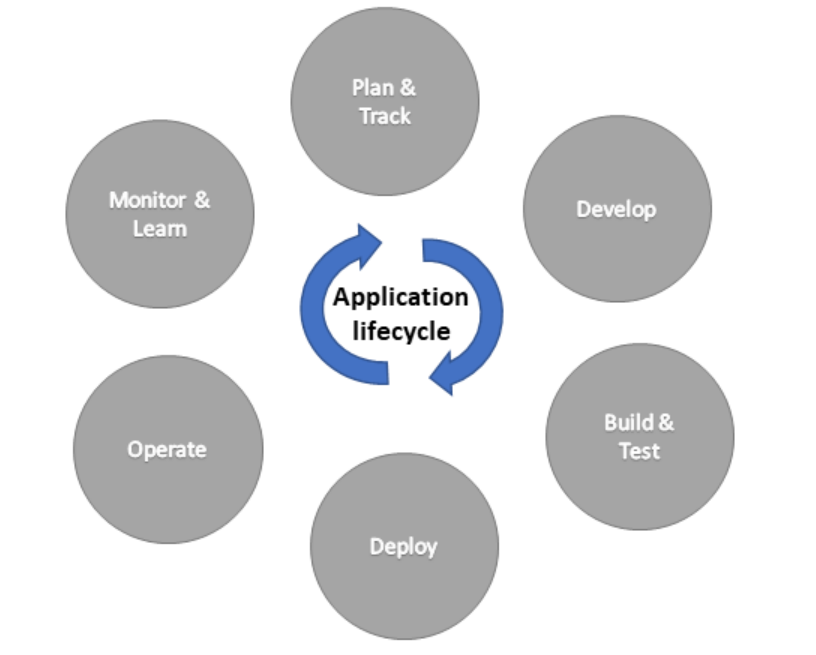 Plan &
Track
Develop
Build &
Test
Deploy
Operate
Monitor &
Learn
Application
lifecycle